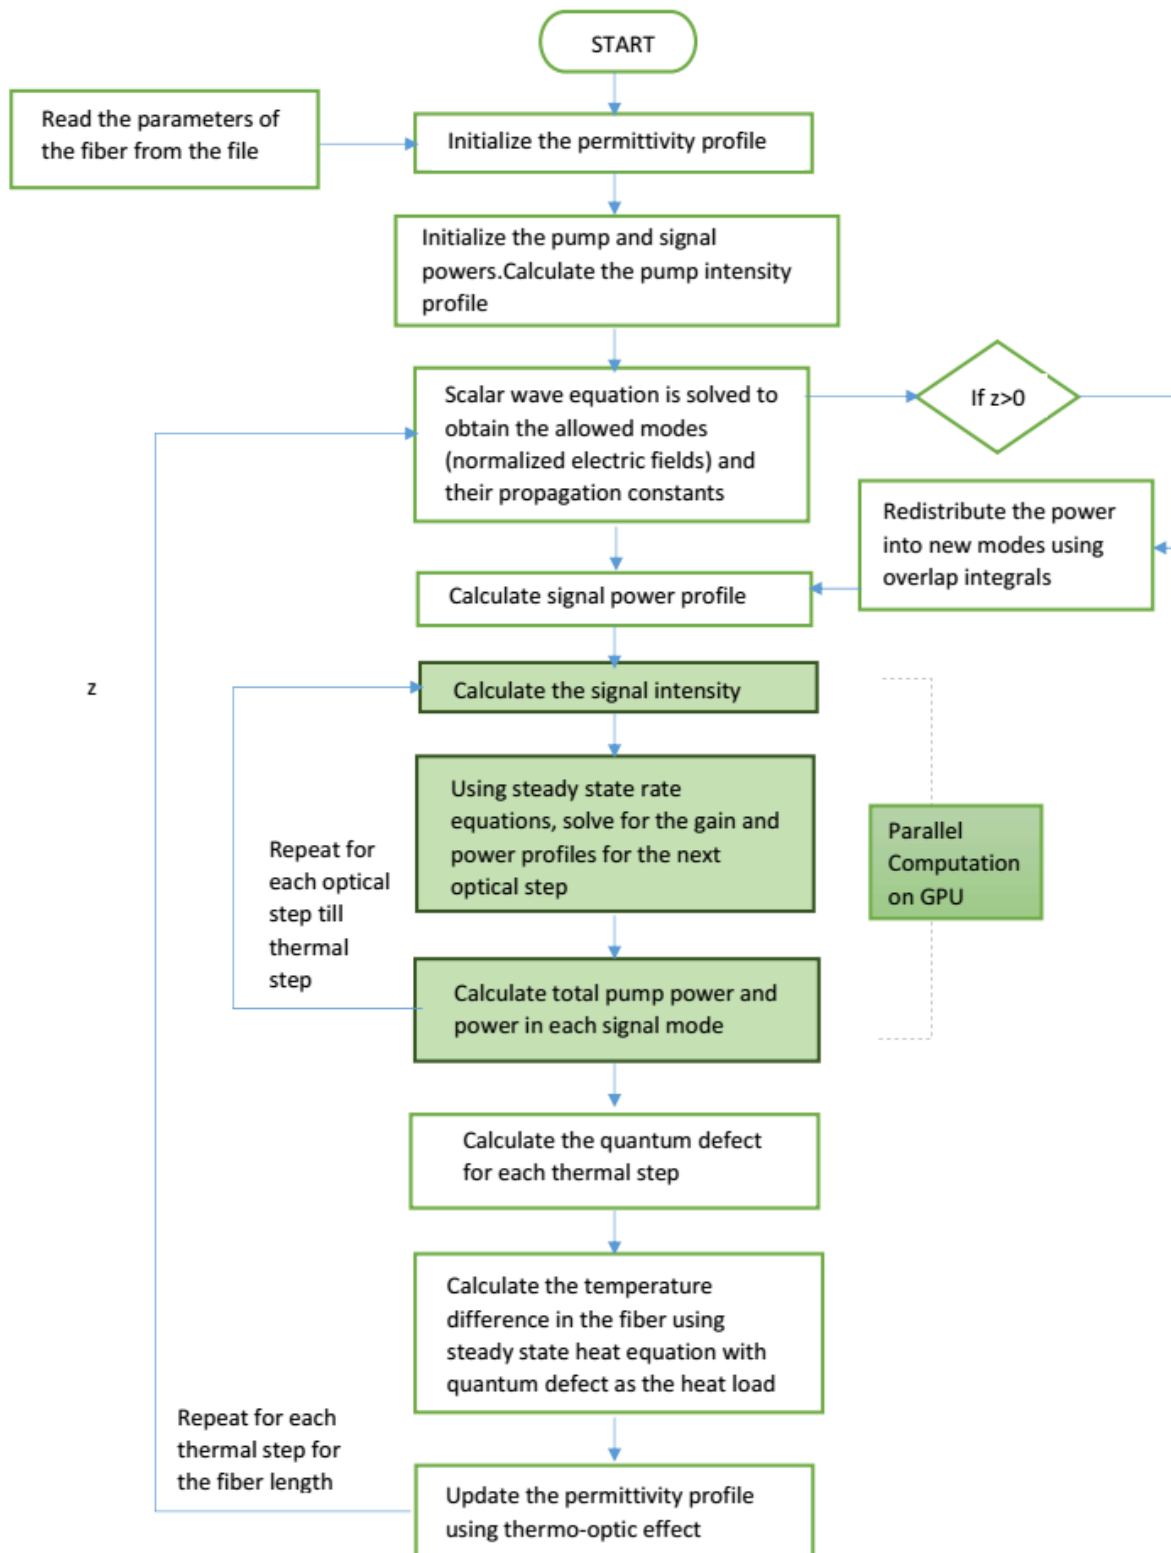 START
Read the parameters of
the fiber from the file
Initialize the permittivity profile
Initialize the pump and signal
powers.Calculate the pump intensity
profile
Scalar wave equation is solved to
obtain the allowed modes
(normalized electric fields) and
their propagation constants
If z>0
Redistribute the power
into new modes using
overlap integrals
Calculate signal power profile
z
Calculate the signal intensity
Using steady state rate
equations, solve for the gain and
power profiles for the next
optical step
Parallel
Computation
on GPU
Repeat for
each optical
step till
thermal
step
Calculate total pump power and
power in each signal mode
Calculate the quantum defect
for each thermal step
Calculate the temperature
difference in the fiber using
steady state heat equation with
quantum defect as the heat load
Repeat for each
thermal step for
the fiber length
Update the permittivity profile
using thermo-optic effect